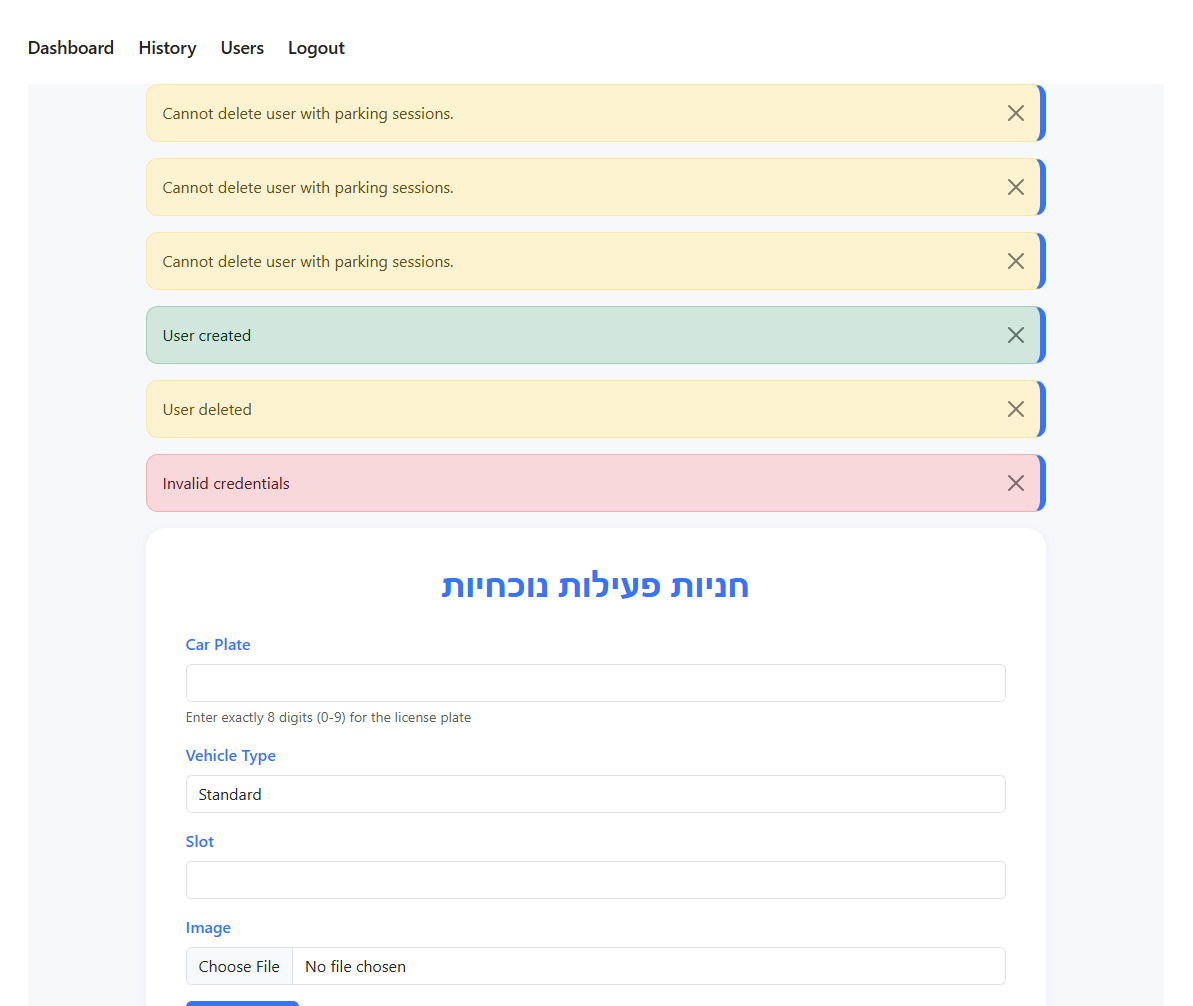 Dashboard History Users Logout
Cannot delete user with parking sessions.
Cannot delete user with parking sessions.
Cannot delete user with parking sessions.
User created
User deleted
Invalid credentials
חניות פעילות נוכחיות
Car Plate
Enter exactly 8 digits (0-9) for the license plate
Vehicle Type
Standard
Slot
Image
Choose File No file chosen